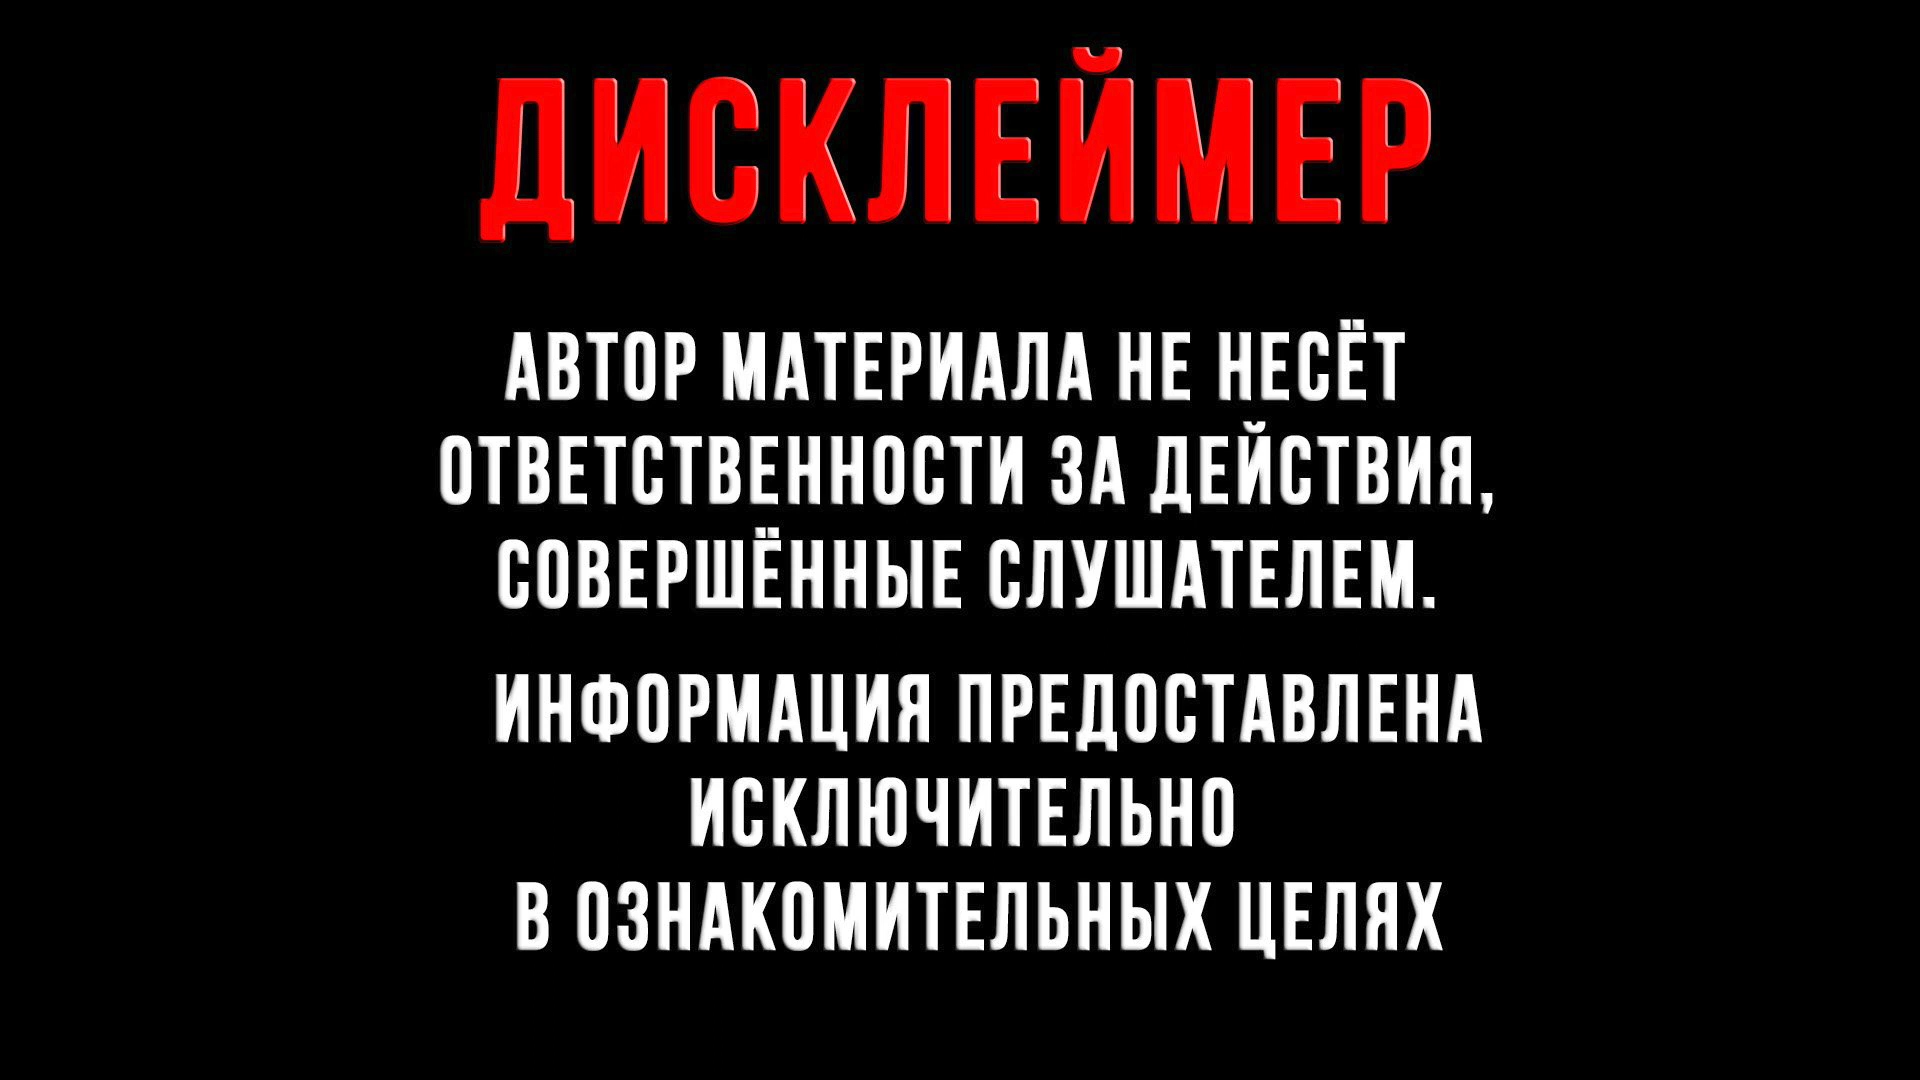 ДИСКЛЕЙМЕР
АВТОР МАТЕРИАЛА НЕ НЕСЁТ
ОТВЕТСТВЕННОСТИ ЗА ДЕЙСТВИЯ,
СОВЕРШЁННЫЕ СЛУШАТЕЛЕМ.
ИНФОРМАЦИЯ ПРЕДОСТАВЛЕНА
ИСКЛЮЧИТЕЛЬНО
В ОЗНАКОМИТЕЛЬНЫХ ЦЕЛЯХ